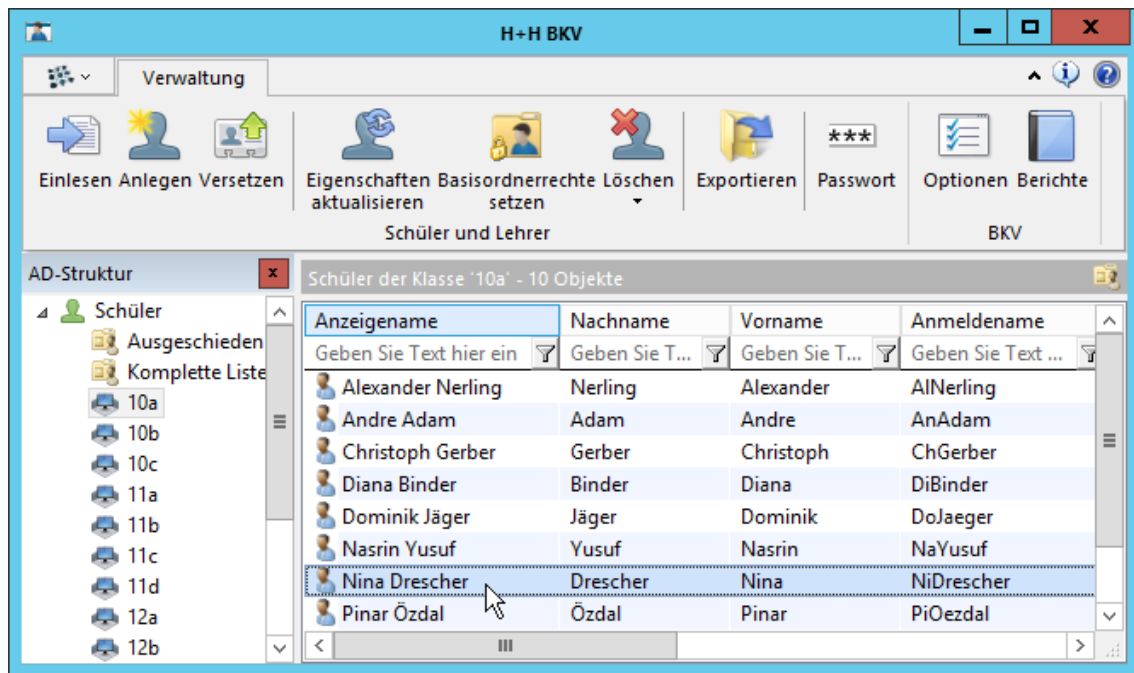 H+H BKV
Verwaltung
Einlesen Anlegen Versetzen Eigenschaften aktualisieren Basisordnerrechte setzen Löschen Exportieren *** Passwort Optionen Berichte
Schüler und Lehrer BKV
AD-Struktur
Schüler
Ausgeschieden
Komplette Liste
10a
10b
10c
11a
11b
11c
11d
12a
12b
Schüler der Klasse '10a' - 10 Objekte
Anzeigename Nachname Vorname Anmeldename
Geben Sie Text hier ein Geben Sie T... Geben Sie T... Geben Sie Text ...
Alexander Nerling Nerling Alexander AlNerling
Andre Adam Adam Andre AnAdam
Christoph Gerber Gerber Christoph ChGerber
Diana Binder Binder Diana DiBinder
Dominik Jäger Jäger Dominik DoJaeger
Nasrin Yusuf Yusuf Nasrin NaYusuf
Nina Drescher Drescher Nina NiDrescher
Pinar Özdal Özdal Pinar PiOezdal